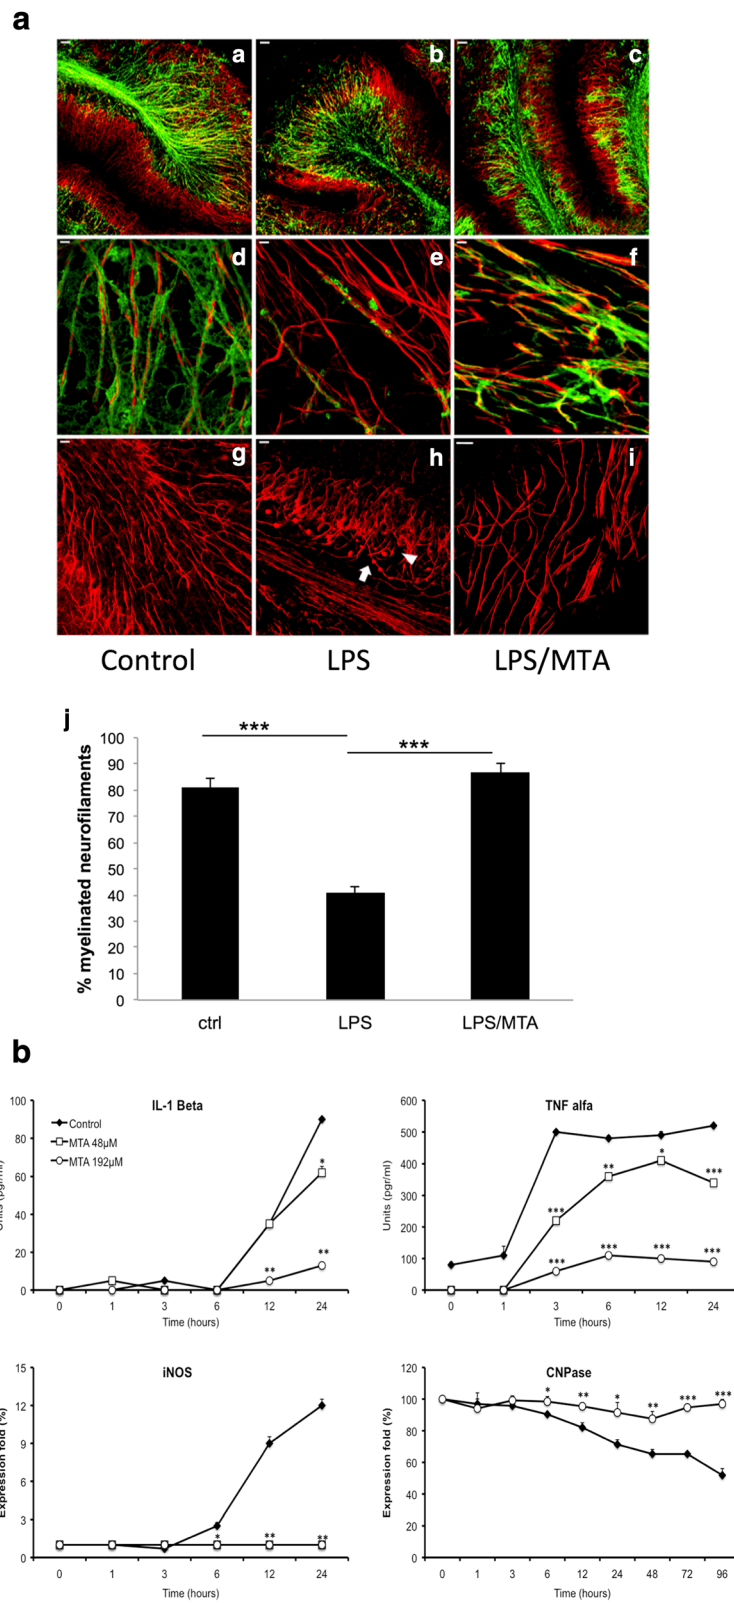 a
a b c
d e f
g h i
Control LPS LPS/MTA
j
*** ***
% myelinated neurofilaments
100
90
80
70
60
50
40
30
20
10
0
ctrl LPS LPS/MTA
b
IL-1 Beta
Control
MTA 48µM
MTA 192µM
Units (pgr/ml)
100
80
60
40
20
0
* ** **
0 1 3 6 12 24
Time (hours)
TNF alfa
Units (pgr/ml)
600
500
400
300
200
100
0
*** ** * ***
*** *** *** ***
0 1 3 6 12 24
Time (hours)
iNOS
Expression fold (%)
15
12
9
6
3
0
* ** **
0 1 3 6 12 24
Time (hours)
CNPase
Expression fold (%)
120
100
80
60
40
20
0
* ** * ** *** ***
0 1 3 6 12 24 48 72 96
Time (hours)